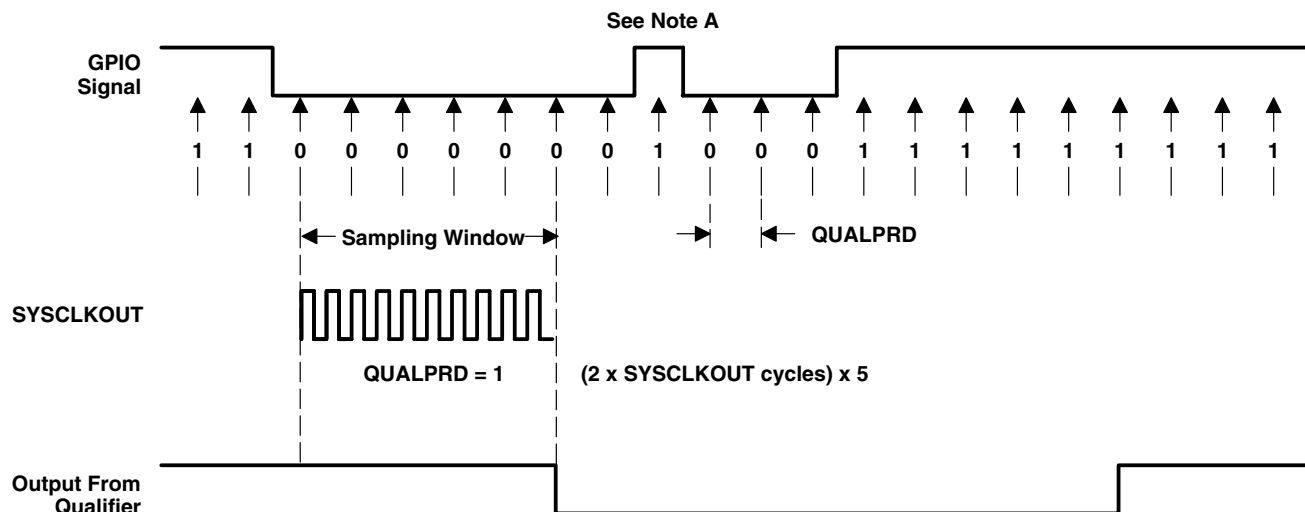 See Note A
GPIO
Signal
1 1 0 0 0 0 0 0 0 1 0 0 0 1 1 1 1 1 1 1 1 1
Sampling Window
QUALPRD
SYSCLKOUT
QUALPRD = 1
(2 x SYSCLKOUT cycles) x 5
Output From
Qualifier